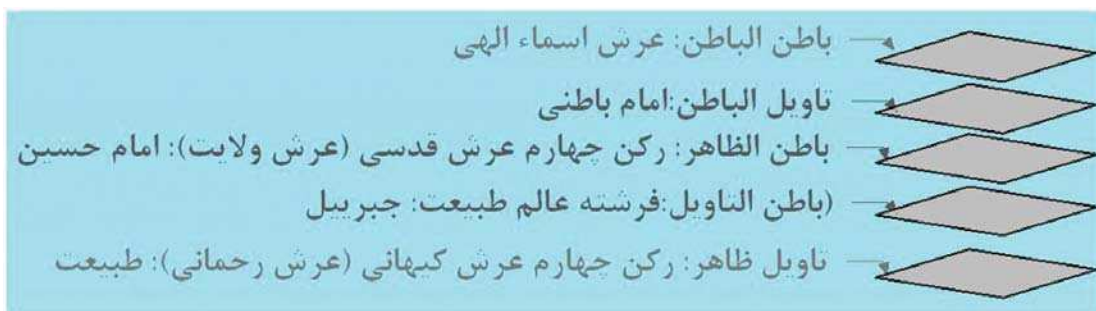 باطن الباطن: عرش اسماء الهی
تاویل الباطن:امام باطنی
باطن الظاهر: رکن چهارم عرش قدسی (عرش ولایت): امام حسین
(باطن التاویل:فرشته عالم طبیعت: جبرییل
تاویل ظاهر: رکن چهارم عرش کیهانی (عرش رحمانی): طبیعت